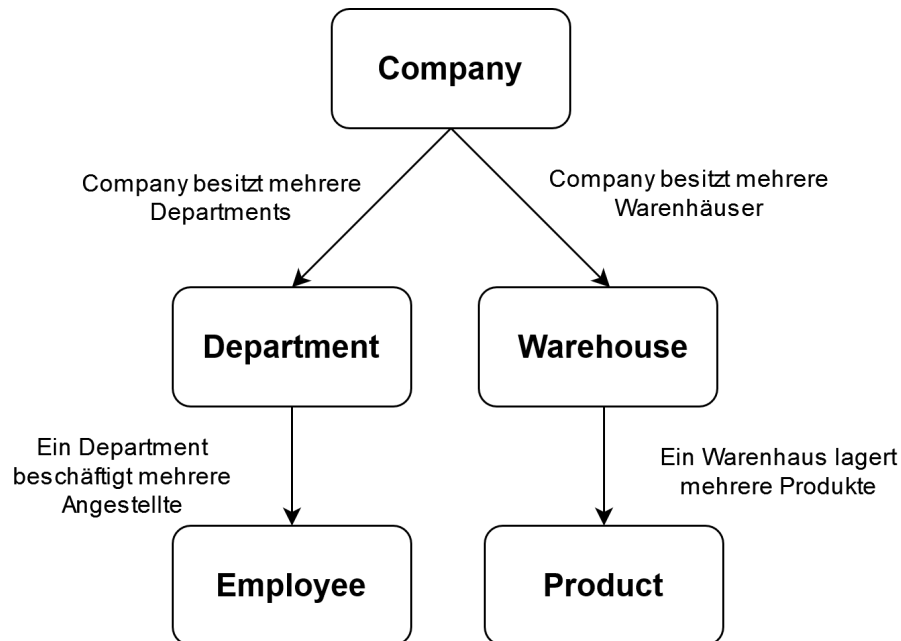 Company
Company besitzt mehrere
Departments
Company besitzt mehrere
Warenhäuser
Department
Warehouse
Ein Department
beschäftigt mehrere
Angestellte
Ein Warenhaus lagert
mehrere Produkte
Employee
Product